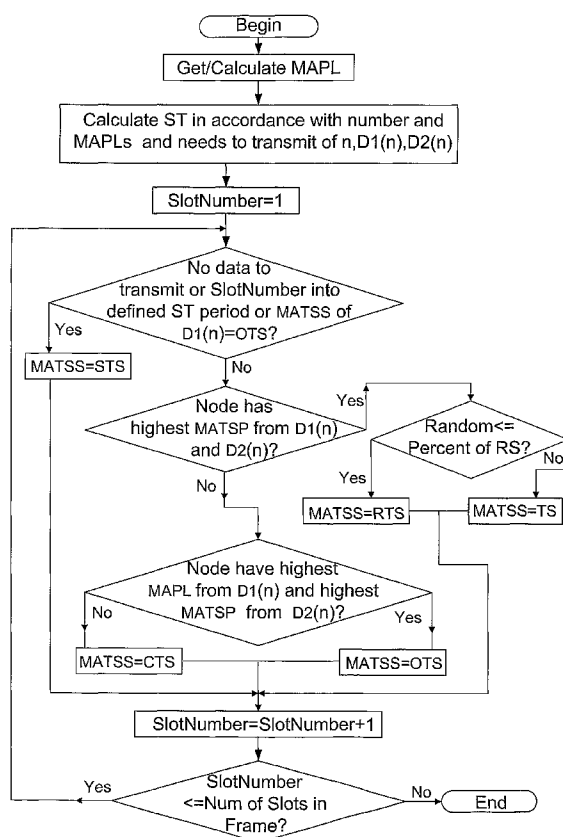 Begin
Get/Calculate MAPL
Calculate ST in accordance with number and
MAPLs and needs to transmit of n,D1(n),D2(n)
SlotNumber=1
No data to
transmit or SlotNumber into
defined ST period or MATSS of
D1(n)=OTS?
Yes
MATSS=STS
No
Node has
highest MATSP from D1(n)
and D2(n)?
Yes
Random<=
Percent of RS?
Yes
No
MATSS=RTS
MATSS=TS
No
Node have highest
MAPL from D1(n) and highest
MATSP from D2(n)?
No
Yes
MATSS=CTS
MATSS=OTS
SlotNumber=SlotNumber+1
Yes
SlotNumber
<=Num of Slots in
Frame?
No
End